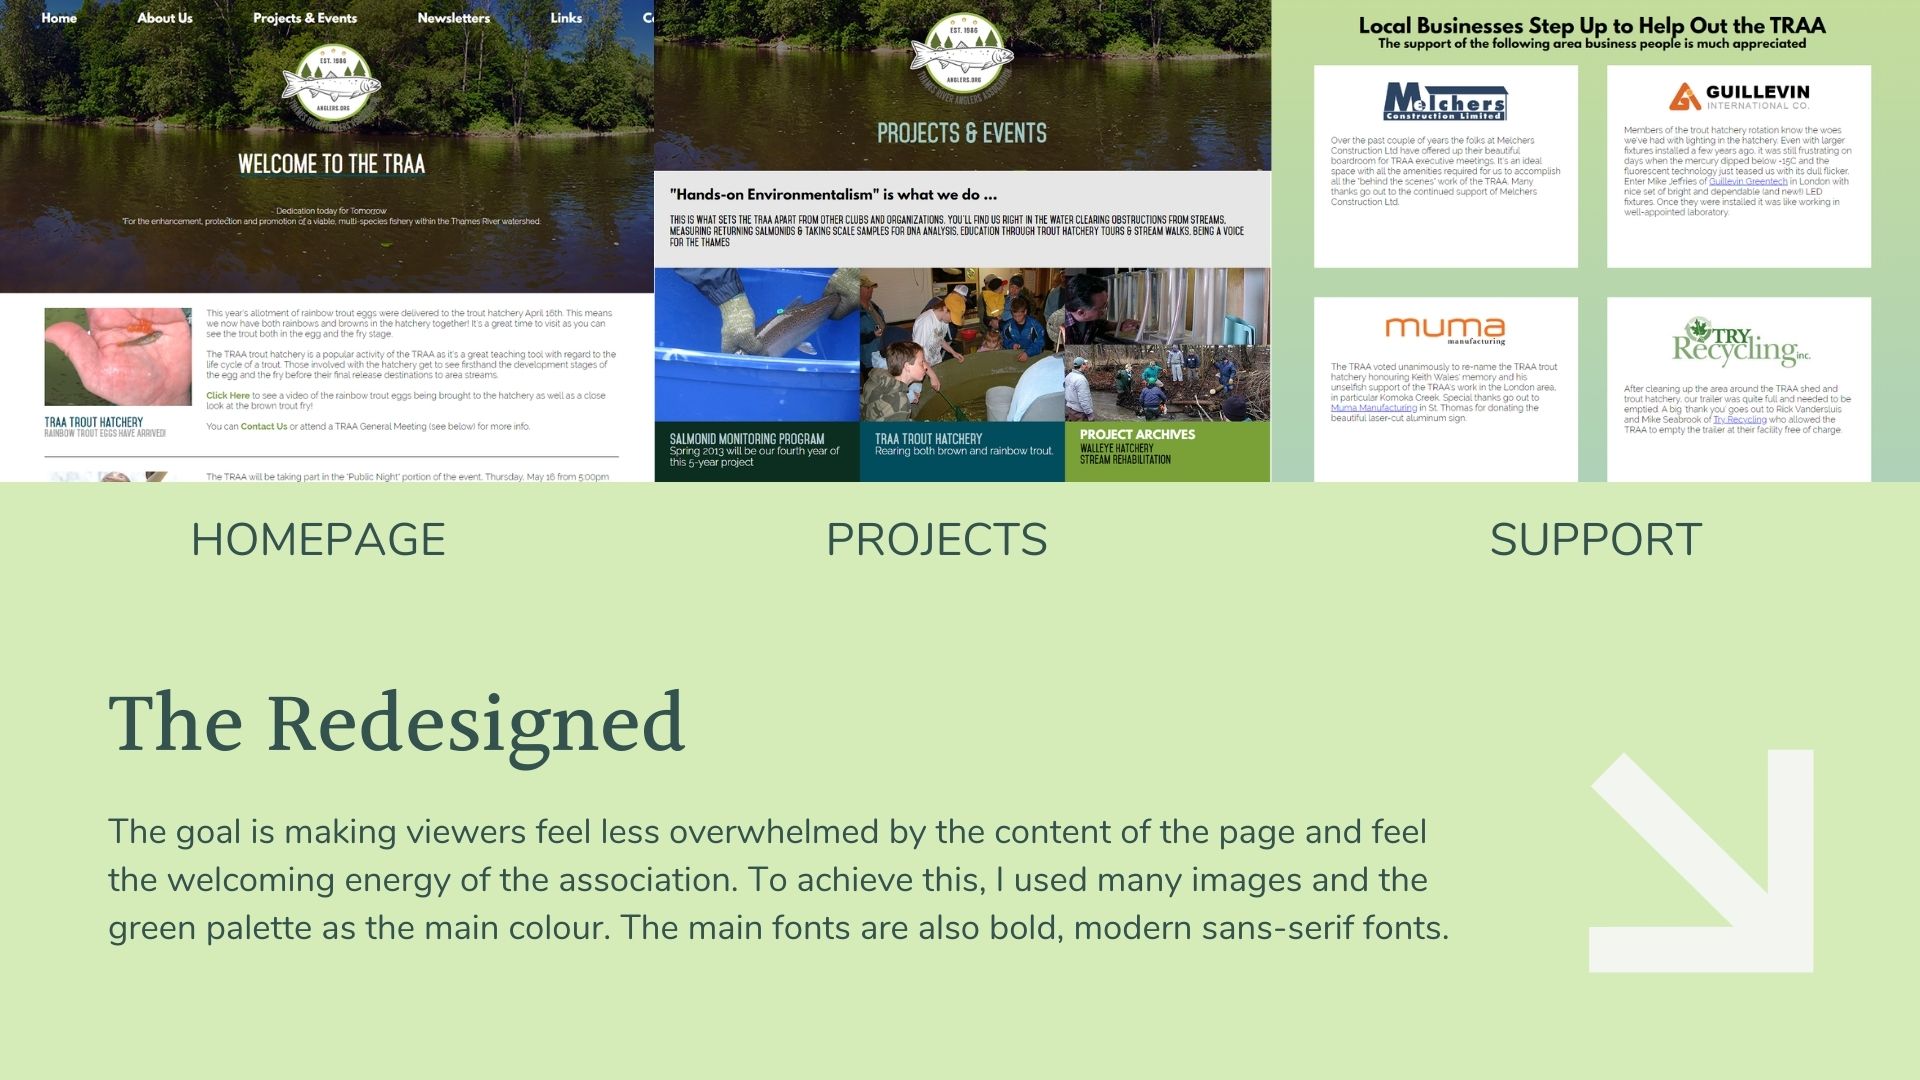 Home About Us Projects & Events Newsletters Links
EST. 1986
ANGLERS.ORG
WELCOME TO THE TRAA
Dedication today for Tomorrow
"For the enhancement, protection and promotion of a viable, multi-species fishery within the Thames River watershed.
This year's allotment of rainbow trout eggs were delivered to the trout hatchery April 16th. This means
we now have both rainbows and browns in the hatchery together! It's a great time to visit as you can
see the trout both in the egg and the fry stage.
The TRAA trout hatchery is a popular activity of the TRAA as it's a great teaching tool with regard to the
life cycle of a trout. Those involved with the hatchery get to see firsthand the development stages of
the egg and the fry before their final release destinations to area streams.
Click Here to see a video of the rainbow trout eggs being brought to the hatchery as well as a close
look at the brown trout fry!
You can Contact Us or attend a TRAA General Meeting (see below) for more info.
TRAA TROUT HATCHERY
RAINBOW TROUT EGGS HAVE ARRIVED!
The TRAA will be taking part in the "Public Night" portion of the event, Thursday, May 16 from 5:00pm
EST. 1986
ANGLERS.ORG
THAMES RIVER ANGLERS ASSOCIATION
PROJECTS & EVENTS
"Hands-on Environmentalism" is what we do ...
THIS IS WHAT SETS THE TRAA APART FROM OTHER CLUBS AND ORGANIZATIONS. YOU'LL FIND US RIGHT IN THE WATER CLEARING OBSTRUCTIONS FROM STREAMS,
MEASURING RETURNING SALMONIDS & TAKING SCALE SAMPLES FOR DNA ANALYSIS, EDUCATION THROUGH TROUT HATCHERY TOURS & STREAM WALKS, BEING A VOICE
FOR THE THAMES
SALMONID MONITORING PROGRAM
Spring 2013 will be our fourth year of
this 5-year project
TRAA TROUT HATCHERY
Rearing both brown and rainbow trout.
PROJECT ARCHIVES
WALLEYE HATCHERY
STREAM REHABILITATION
Local Businesses Step Up to Help Out the TRAA
The support of the following area business people is much appreciated
Melchers
Construction Limited
Over the past couple of years the folks at Melchers
Construction Ltd have offered up their beautiful
boardroom for TRAA executive meetings. It's an ideal
space with all the amenities required for us to accomplish
all the "behind the scenes" work of the TRAA. Many
thanks go out to the continued support of Melchers
Construction Ltd.
GUILLEVIN
INTERNATIONAL CO.
Members of the trout hatchery rotation know the woes
we've had with lighting in the hatchery. Even with larger
fixtures installed a few years ago, it was still frustrating on
days when the mercury dipped below -15C and the
fluorescent technology just teased us with its dull flicker.
Enter Mike Jeffries of Guillevin Greentech in London with
nice set of bright and dependable (and new!) LED
fixtures. Once they were installed it was like working in
well-appointed laboratory.
muma
manufacturing
The TRAA voted unanimously to re-name the TRAA trout
hatchery honouring Keith Wales' memory and his
unselfish support of the TRAA's work in the London area,
in particular Komoka Creek. Special thanks go out to
Muma Manufacturing in St. Thomas for donating the
beautiful laser-cut aluminum sign.
TRY
Recycling inc.
After cleaning up the area around the TRAA shed and
trout hatchery, our trailer was quite full and needed to be
emptied. A big 'thank you' goes out to Rick Vandersluis
and Mike Seabrook of Try Recycling who allowed the
TRAA to empty the trailer at their facility free of charge.
HOMEPAGE
PROJECTS
SUPPORT
The Redesigned
The goal is making viewers feel less overwhelmed by the content of the page and feel
the welcoming energy of the association. To achieve this, I used many images and the
green palette as the main colour. The main fonts are also bold, modern sans-serif fonts.